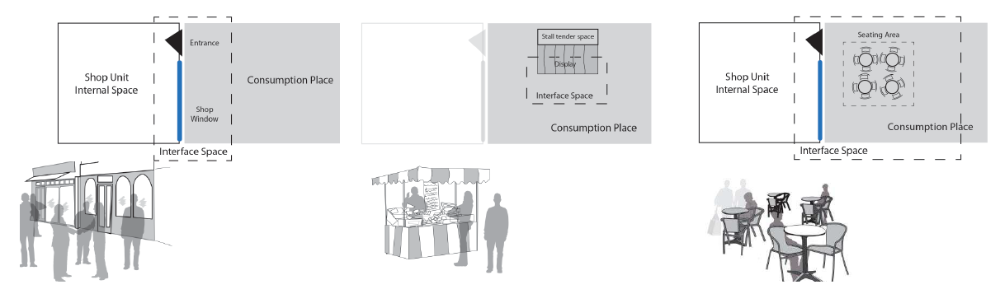 Entrance
Shop Unit
Internal Space
Consumption Place
Shop
Window
Interface Space
Stall tender space
Display
Interface Space
Consumption Place
Seating Area
Shop Unit
Internal Space
Consumption Place
Interface Space